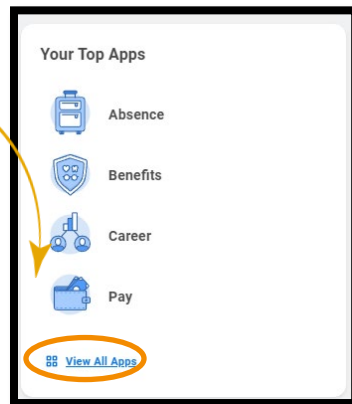 Your Top Apps
Absence
Benefits
Career
Pay
View All Apps